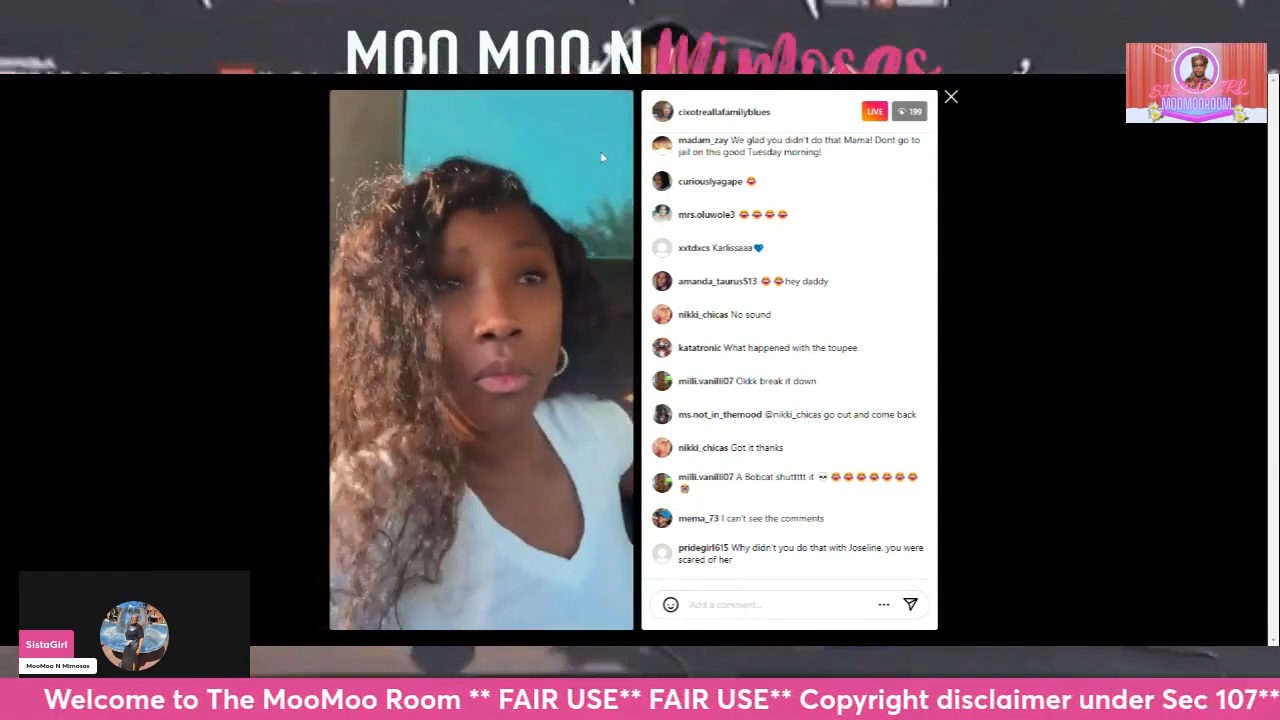 MOO MOO N Mimosas
SISTAGIRL
MOOMOOROOM
cixotreallafamilyblues
LIVE
199
madam_zay We glad you didn't do that Mama! Dont go to
jail on this good Tuesday morning!
curiouslyagape 😂
mrs.oluwole3 😂😂😂😂
xxtdxcs Karlissaaa💙
amanda_taurus513 😂😂hey daddy
nikki_chicas No sound
katatronic What happened with the toupee
milli.vanilli07 Okkk break it down
ms.not_in_themood @nikki_chicas go out and come back
nikki_chicas Got it thanks
milli.vanilli07 A Bobcat shuttttt it 💀😂😂😂😂😂😂😂
😭
mema_73 I can't see the comments
pridegirl615 Why didn't you do that with Joseline, you were
scared of her
Add a comment...
SistaGirl
MooMoo N Mimosas
Welcome to The MooMoo Room ** FAIR USE** FAIR USE** Copyright disclaimer under Sec 107**